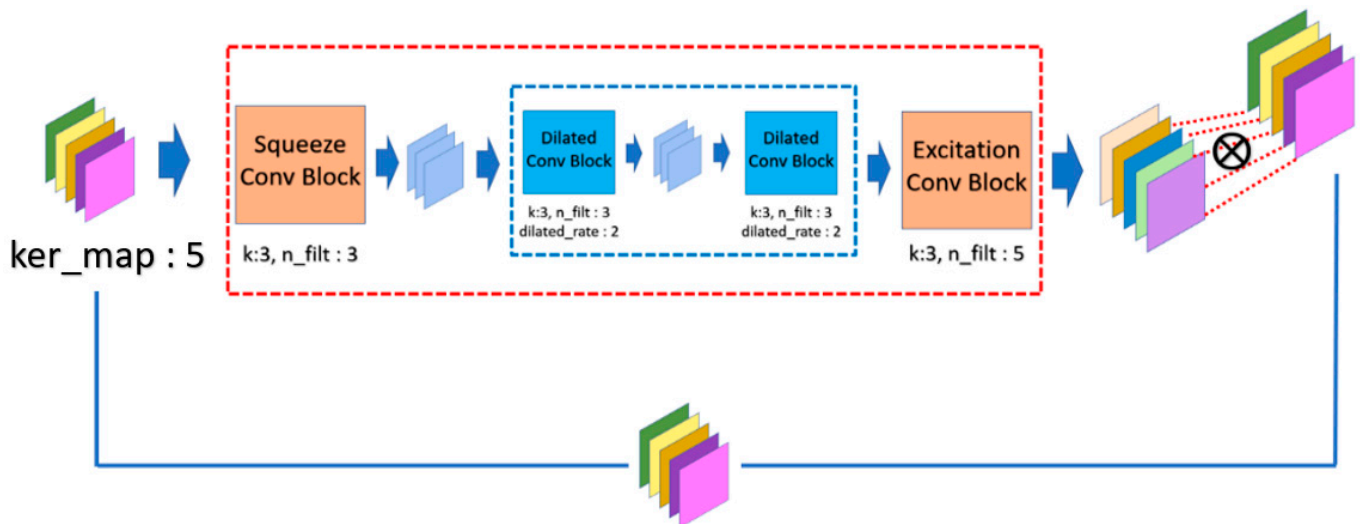 ker_map : 5
Squeeze
Conv Block
k:3, n_filt : 3
Dilated
Conv Block
k:3, n_filt : 3
dilated_rate : 2
Dilated
Conv Block
k:3, n_filt : 3
dilated_rate : 2
Excitation
Conv Block
k:3, n_filt : 5